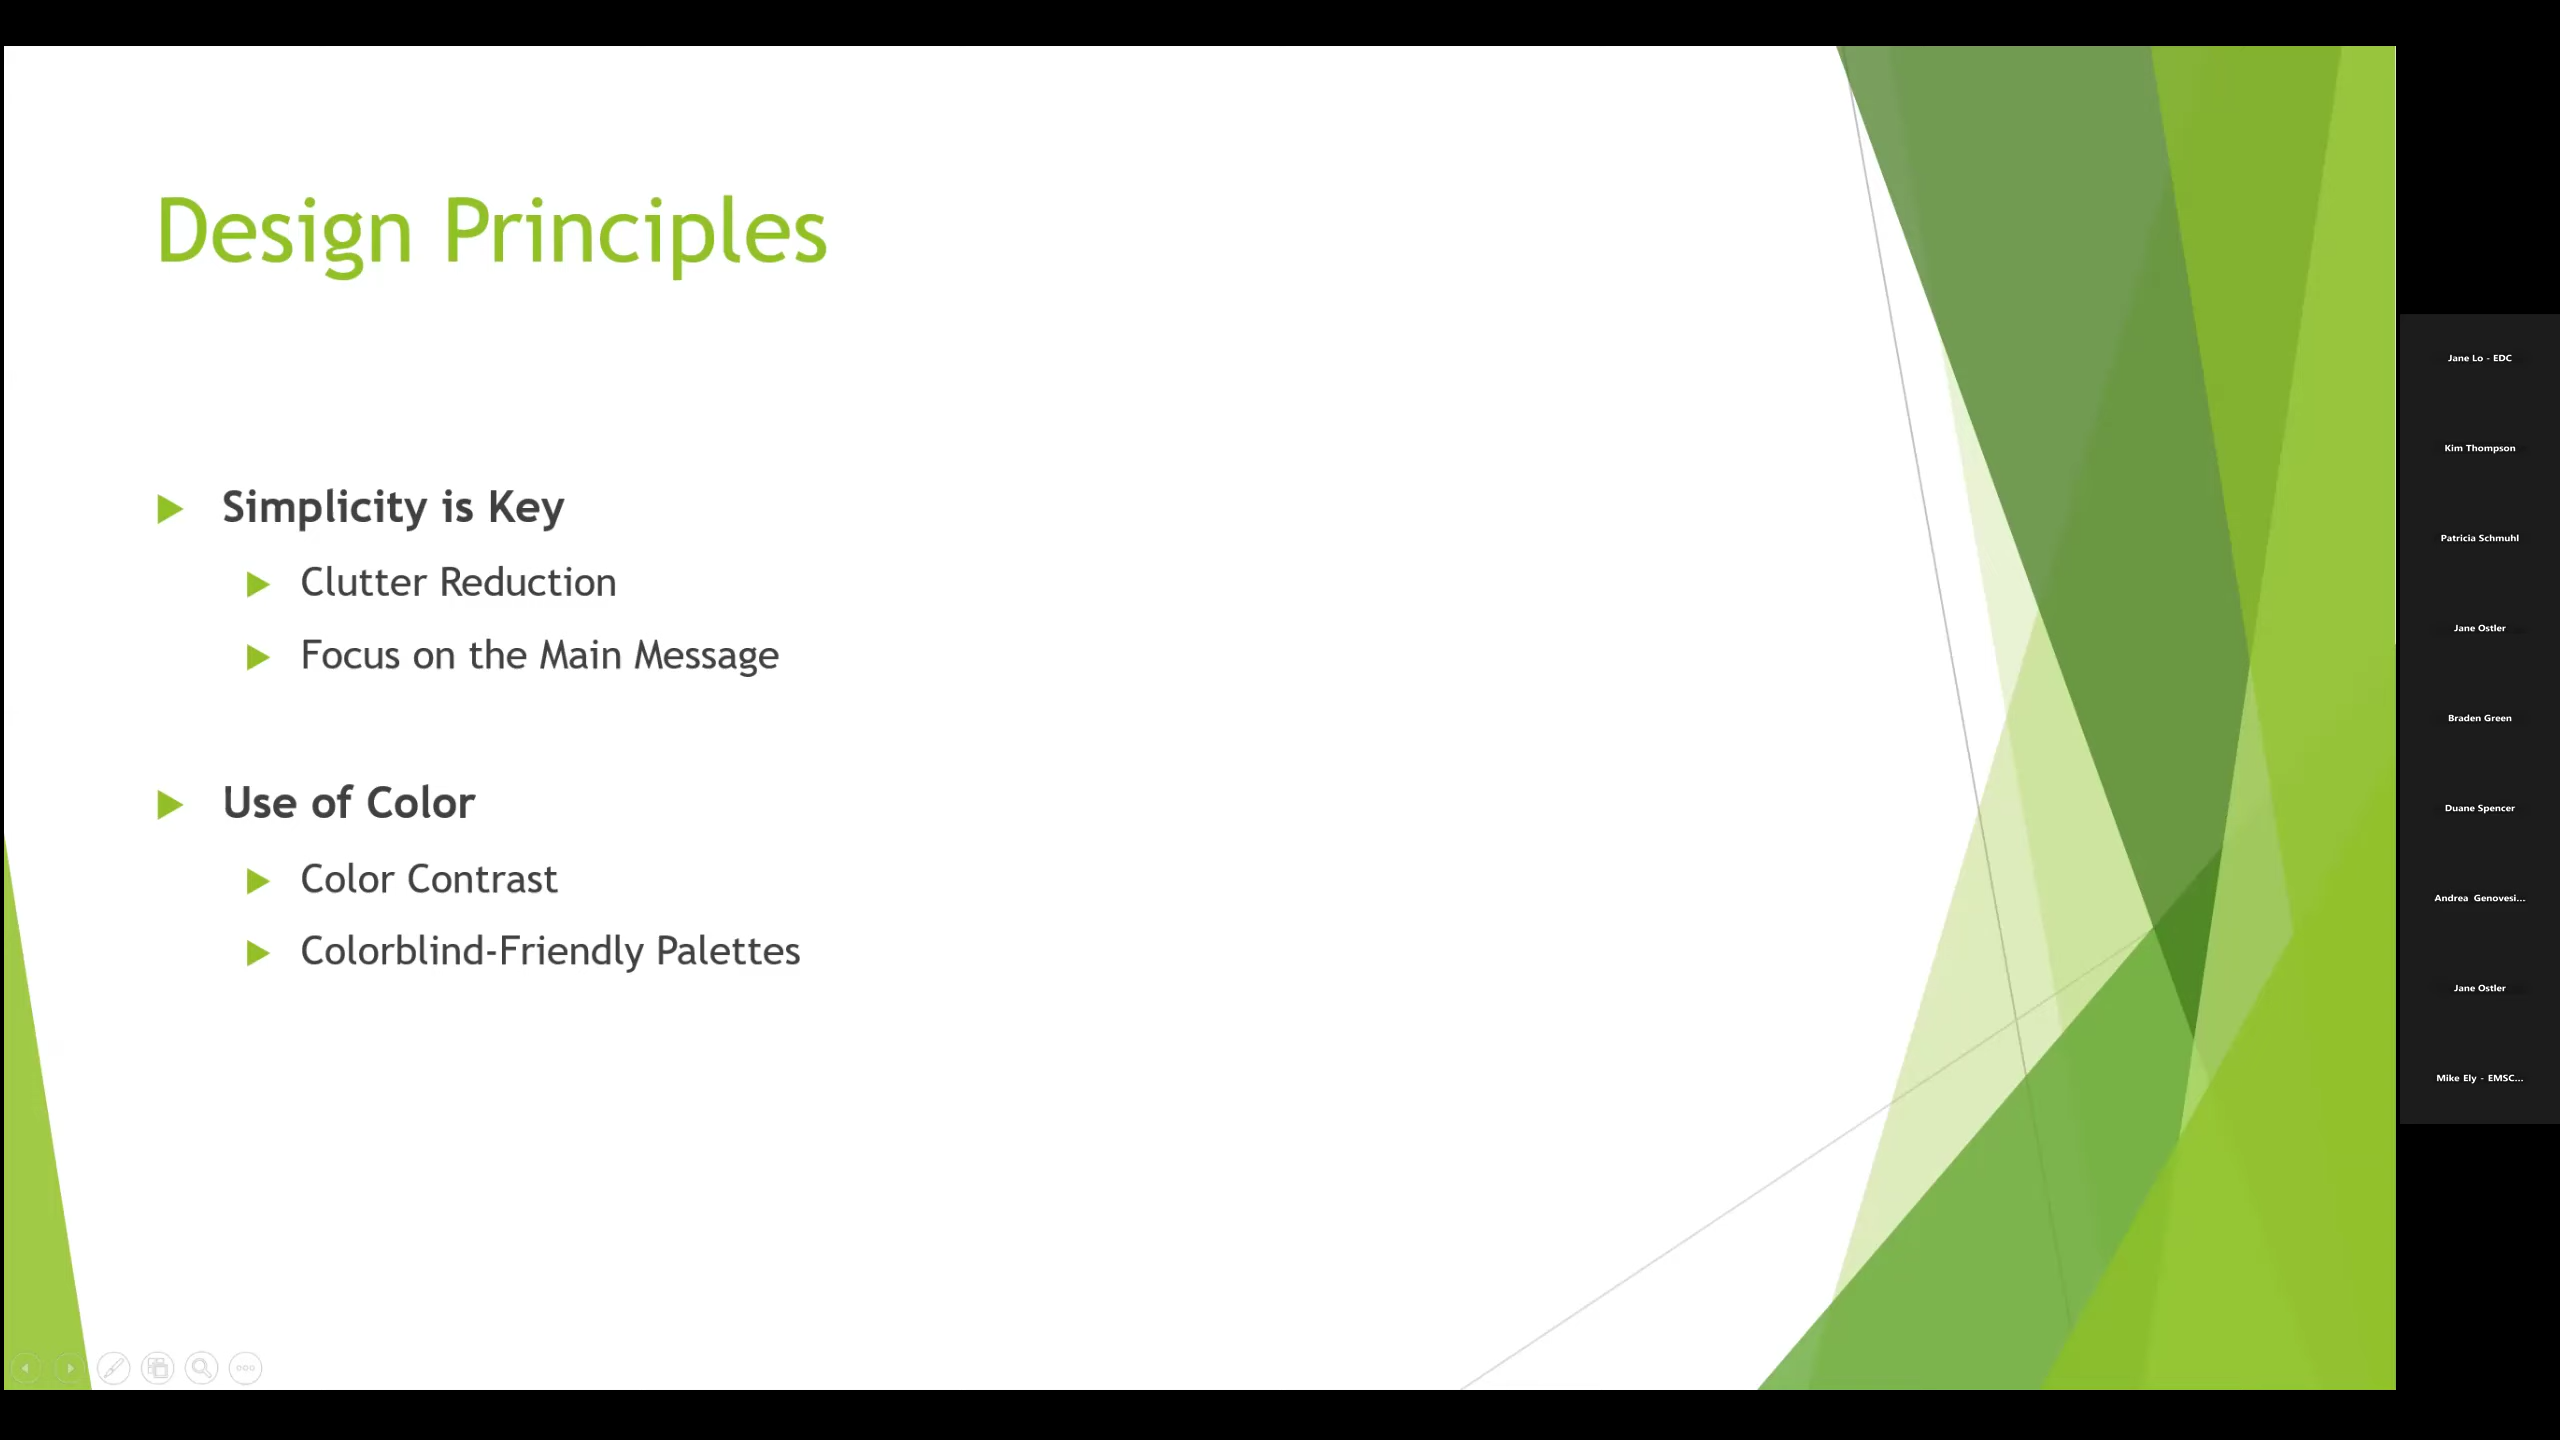 Design Principles
Simplicity is Key
Clutter Reduction
Focus on the Main Message
Use of Color
Color Contrast
Colorblind-Friendly Palettes
Jane Lo - EDC
Kim Thompson
Patricia Schmuhl
Jane Ostler
Braden Green
Duane Spencer
Andrea Genovesi...
Jane Ostler
Mike Ely - EMSC...